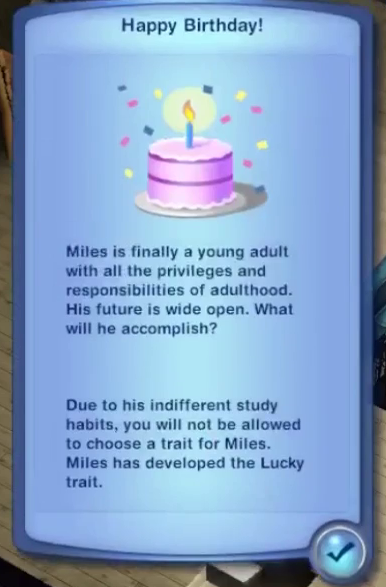 Happy Birthday!
Miles is finally a young adult
with all the privileges and
responsibilities of adulthood.
His future is wide open. What
will he accomplish?
Due to his indifferent study
habits, you will not be allowed
to choose a trait for Miles.
Miles has developed the Lucky
trait.